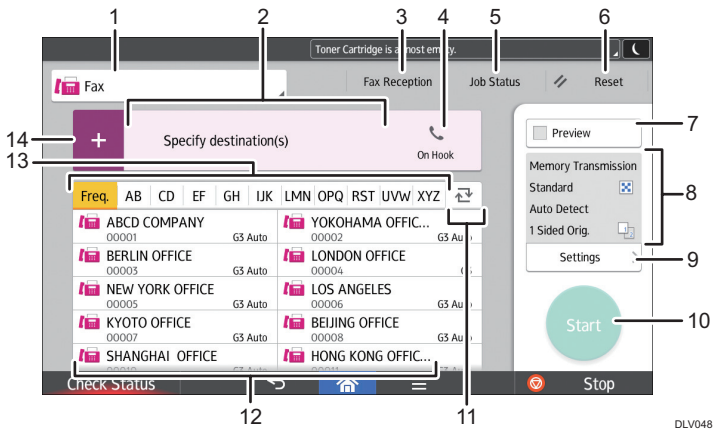 1 2 3 4 5 6
Toner Cartridge is almost empty.
Fax Fax Reception Job Status Reset
7
Preview
14 + Specify destination(s) On Hook
13
Memory Transmission
Standard
8
Auto Detect
1 Sided Orig.
Settings 9
Freq. AB CD EF GH IJK LMN OPQ RST UVW XYZ
ABCD COMPANY YOKOHAMA OFFIC...
00001 G3 Auto 00002 G3 Auto
BERLIN OFFICE LONDON OFFICE
00003 G3 Auto 00004
NEW YORK OFFICE LOS ANGELES
00005 G3 Auto 00006 G3 Auto
KYOTO OFFICE BEIJING OFFICE
00007 G3 Auto 00008 G3 Auto
SHANGHAI OFFICE HONG KONG OFFIC...
Start 10
Check Status Stop
12 11
DLV048